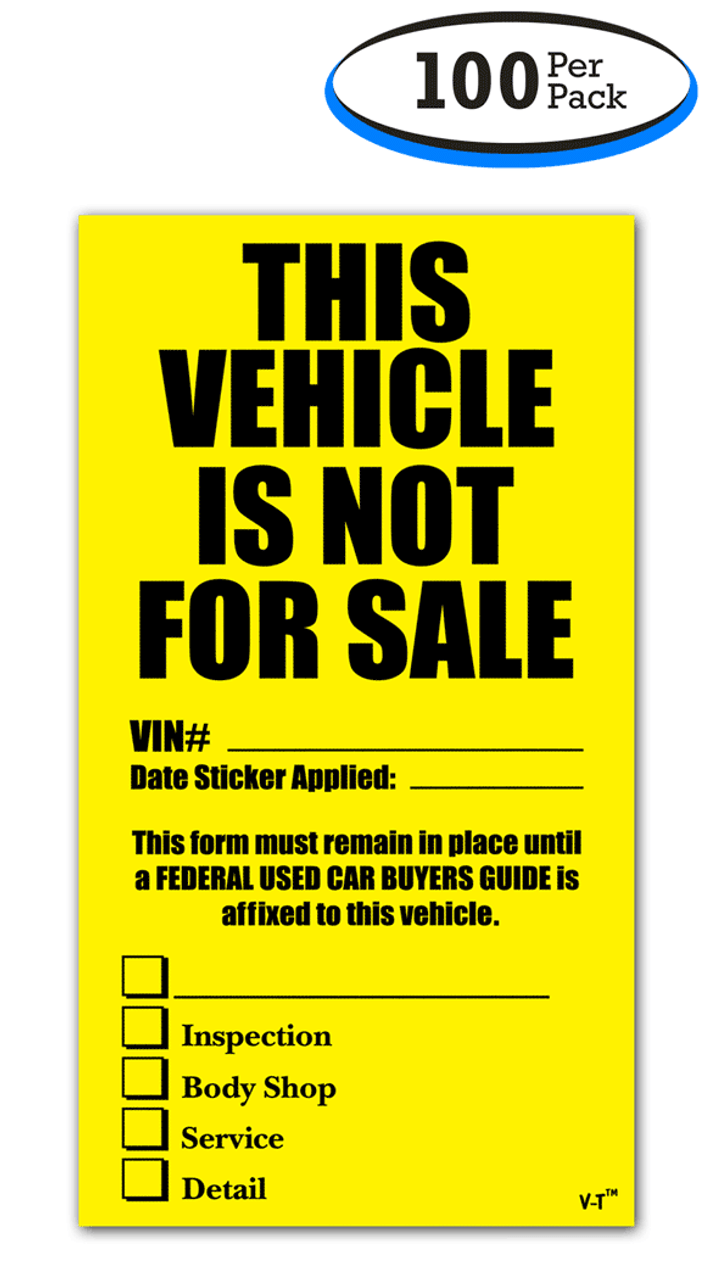 100 Per
Pack
THIS
VEHICLE
IS NOT
FOR SALE
VIN#
Date Sticker Applied:
This form must remain in place until
a FEDERAL USED CAR BUYERS GUIDE is
affixed to this vehicle.
Inspection
Body Shop
Service
Detail
V-T™